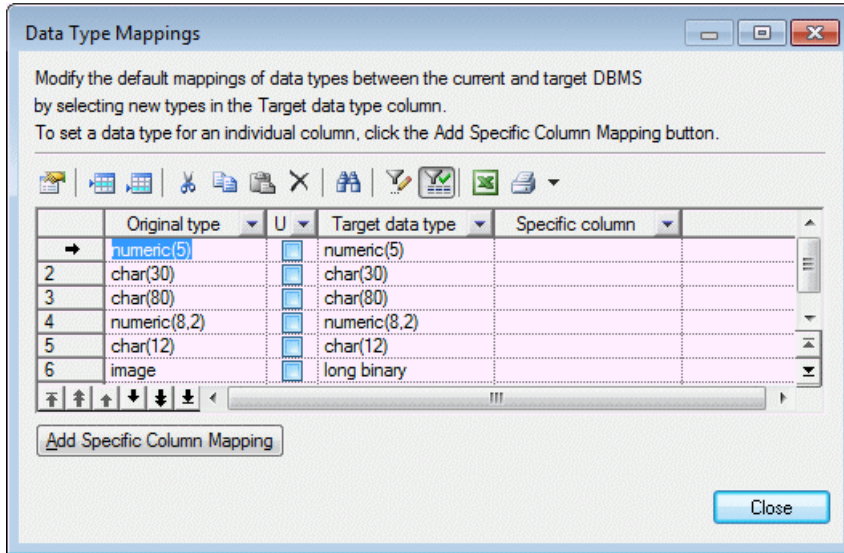 Data Type Mappings
Modify the default mappings of data types between the current and target DBMS
by selecting new types in the Target data type column.
To set a data type for an individual column, click the Add Specific Column Mapping button.
Original type U Target data type Specific column
numeric(5) numeric(5)
2 char(30) char(30)
3 char(80) char(80)
4 numeric(8,2) numeric(8,2)
5 char(12) char(12)
6 image long binary
Add Specific Column Mapping
Close